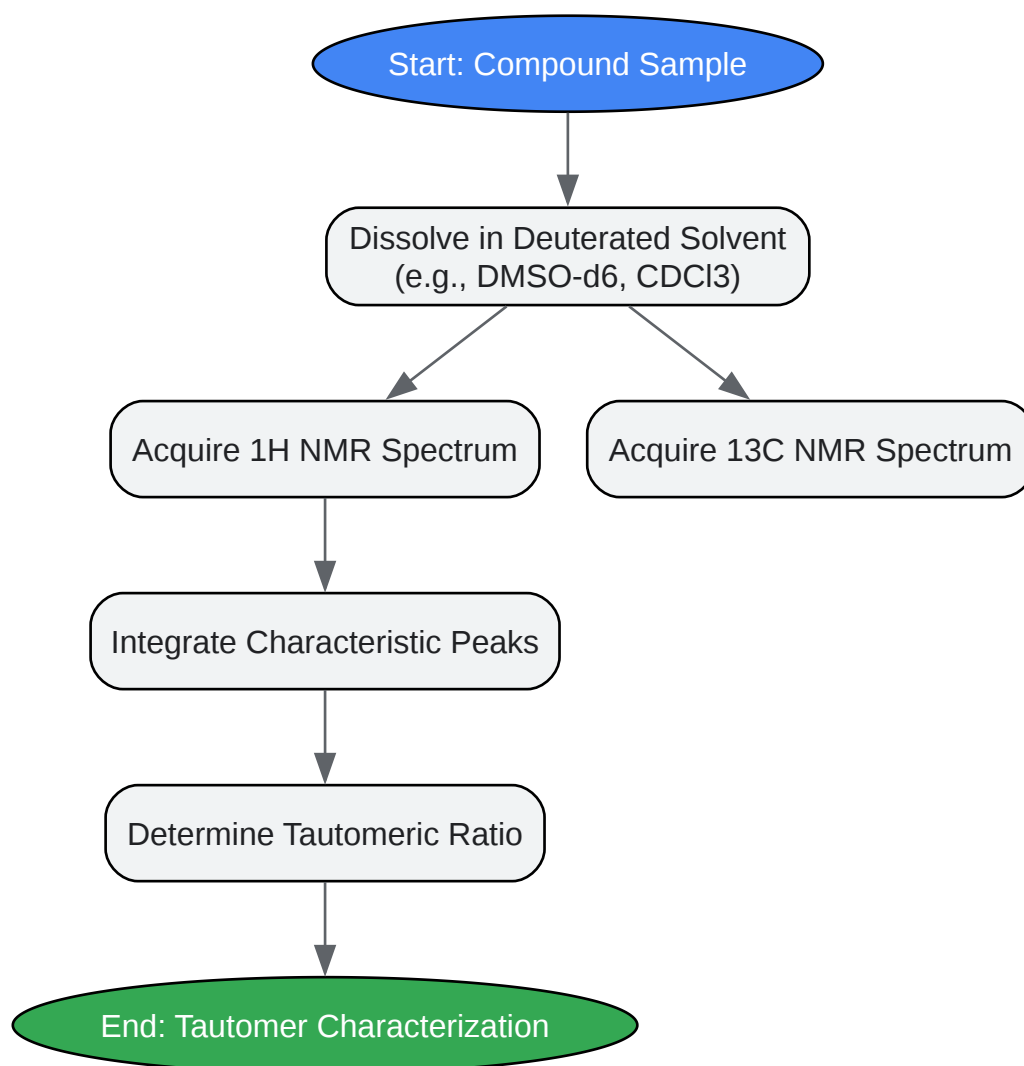 Start: Compound Sample
Dissolve in Deuterated Solvent
(e.g., DMSO-d6, CDCl3)
Acquire 1H NMR Spectrum
Acquire 13C NMR Spectrum
Integrate Characteristic Peaks
Determine Tautomeric Ratio
End: Tautomer Characterization